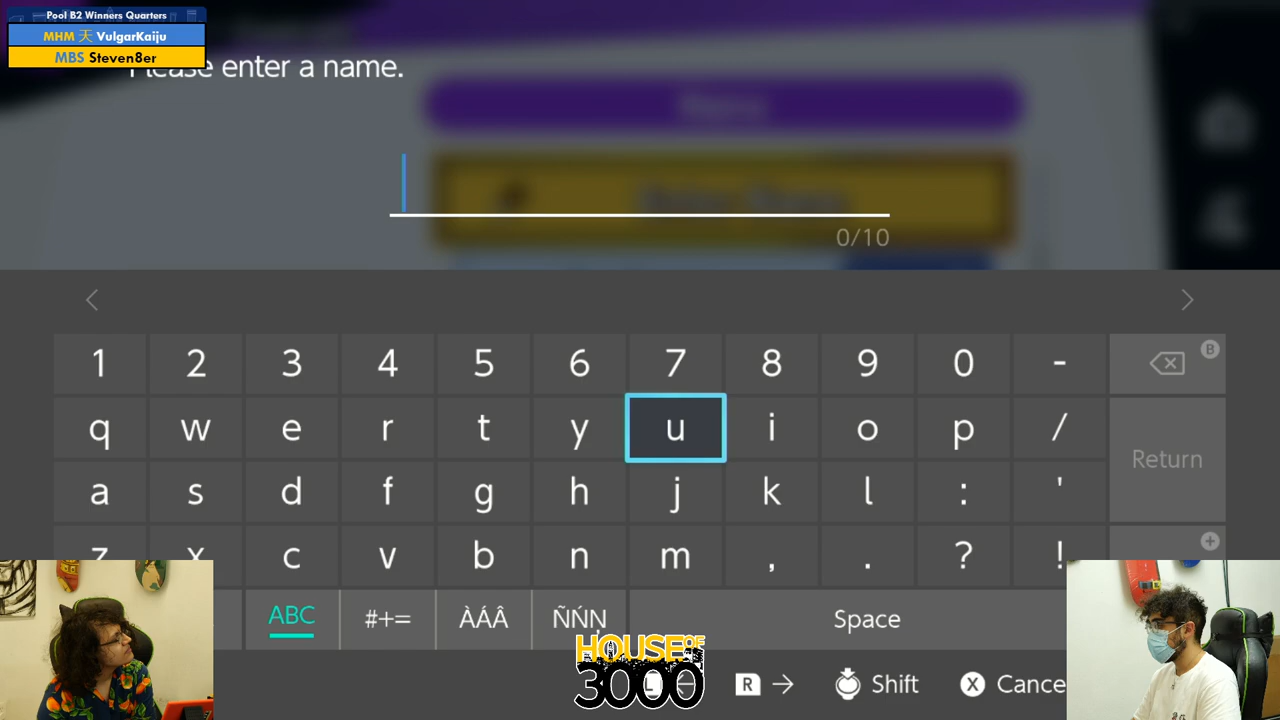 Pool B2 Winners Quarters
MHM 天 VulgarKaiju
MBS Steven8er
Please enter a name.
0/10
1 2 3 4 5 6 7 8 9 0 - B
q w e r t y u i o p / Return
a s d f g h j k l : '
z x c v b n m , . ? ! +
ABC #+= ÀÁÂ ÑŃŅ Space
HOUSE OF
3000
L R → Shift X Cance